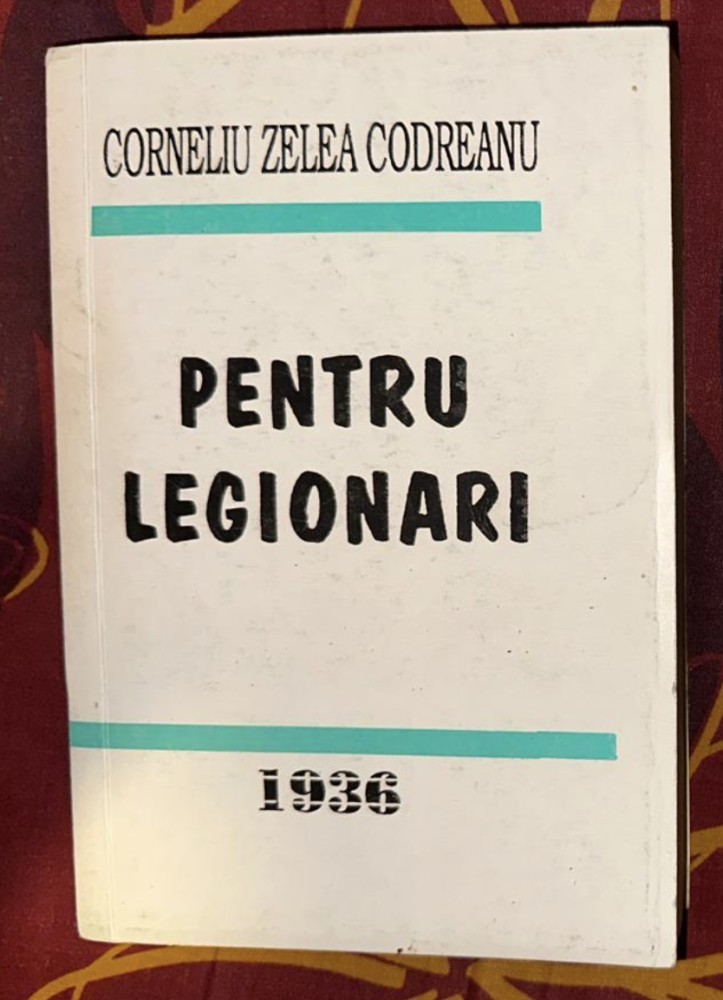 CORNELIU ZELEA CODREANU
PENTRU
LEGIONARI
1936